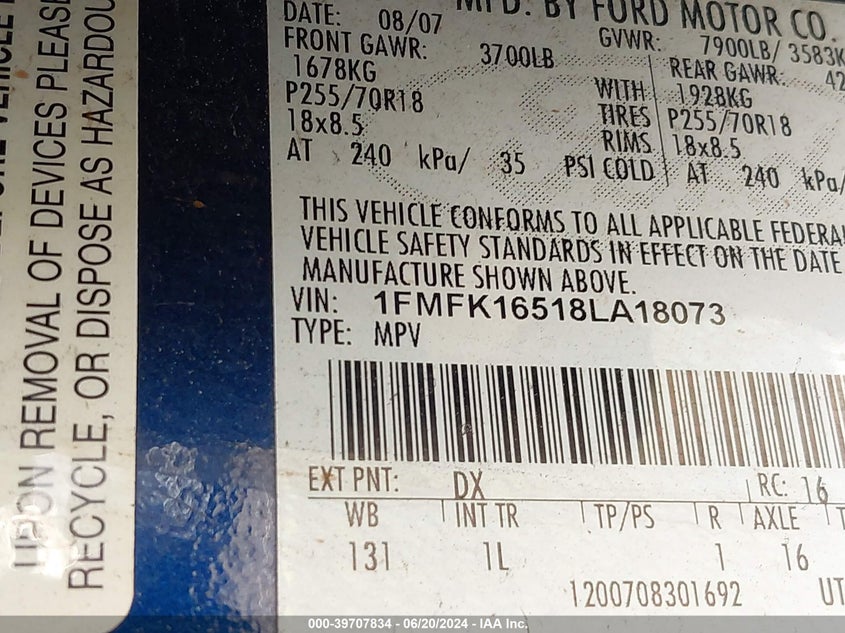 UPON REMOVAL OF DEVICES PLEASE
RECYCLE, OR DISPOSE AS HAZARDOU
MFD. BY FORD MOTOR CO.
DATE: 08/07 GVWR: 7900LB/ 3583K
FRONT GAWR: 3700LB REAR GAWR: 42
1678KG WITH 1928KG
P255/70R18 TIRES P255/70R18
18x8.5 RIMS 18x8.5
AT 240 kPa/ 35 PSI COLD AT 240 kPa/
THIS VEHICLE CONFORMS TO ALL APPLICABLE FEDERAL
VEHICLE SAFETY STANDARDS IN EFFECT ON THE DATE
MANUFACTURE SHOWN ABOVE.
VIN: 1FMFK16518LA18073
TYPE: MPV
EXT PNT: DX RC: 16
WB INT TR TP/PS R AXLE T
131 1L 1 16
1200708301692 UT
000-39707834 - 06/20/2024 - IAA Inc.